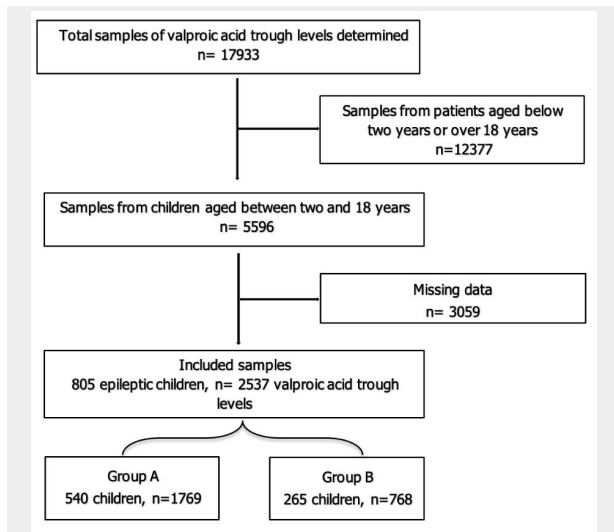 Total samples of valproic acid trough levels determined
n= 17933
Samples from patients aged below
two years or over 18 years
n=12377
Samples from children aged between two and 18 years
n= 5596
Missing data
n= 3059
Included samples
805 epileptic children, n= 2537 valproic acid trough
levels
Group A
540 children, n=1769
Group B
265 children, n=768